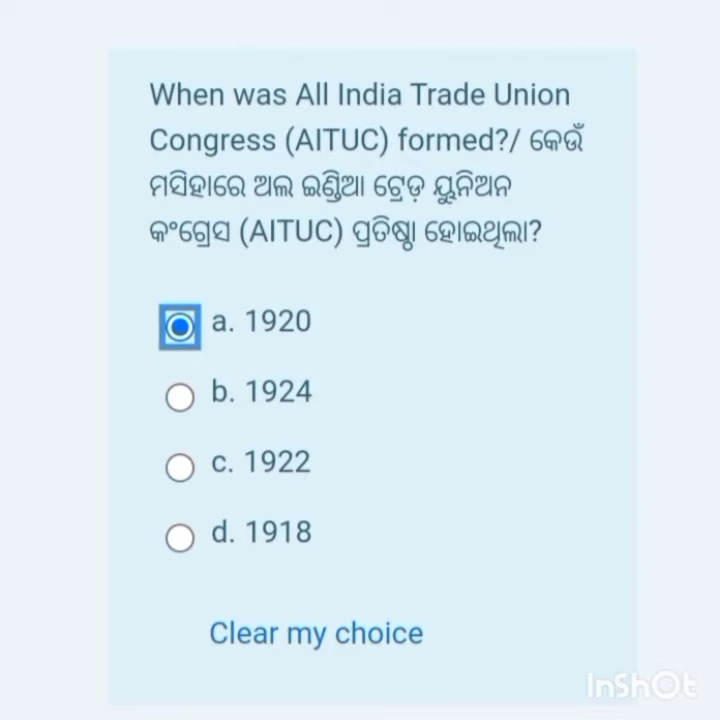 When was All India Trade Union
Congress (AITUC) formed?/ କେଉଁ
ମସିହାରେ ଅଲ ଇଣ୍ଡିଆ ଟ୍ରେଡ଼ ୟୁନିଅନ
କଂଗ୍ରେସ (AITUC) ପ୍ରତିଷ୍ଠା ହୋଇଥିଲା?
a. 1920
b. 1924
c. 1922
d. 1918
Clear my choice
InShOt